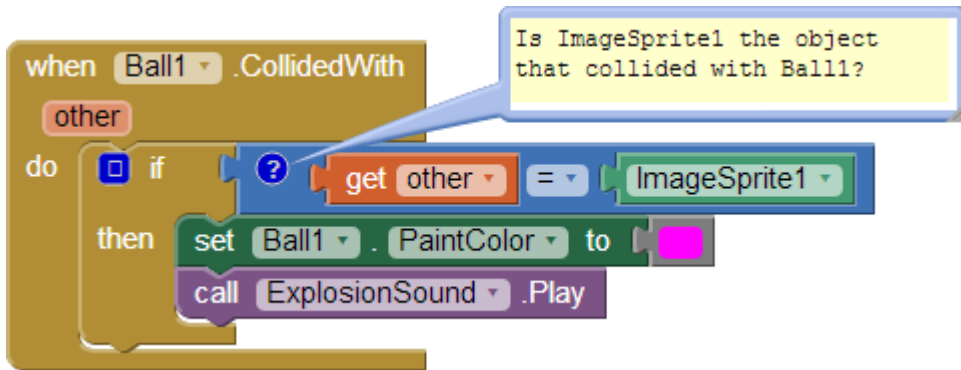 Is ImageSprite1 the object
that collided with Ball1?
when Ball1 .CollidedWith
other
do if ? get other = ImageSprite1
then set Ball1 . PaintColor to
call ExplosionSound .Play